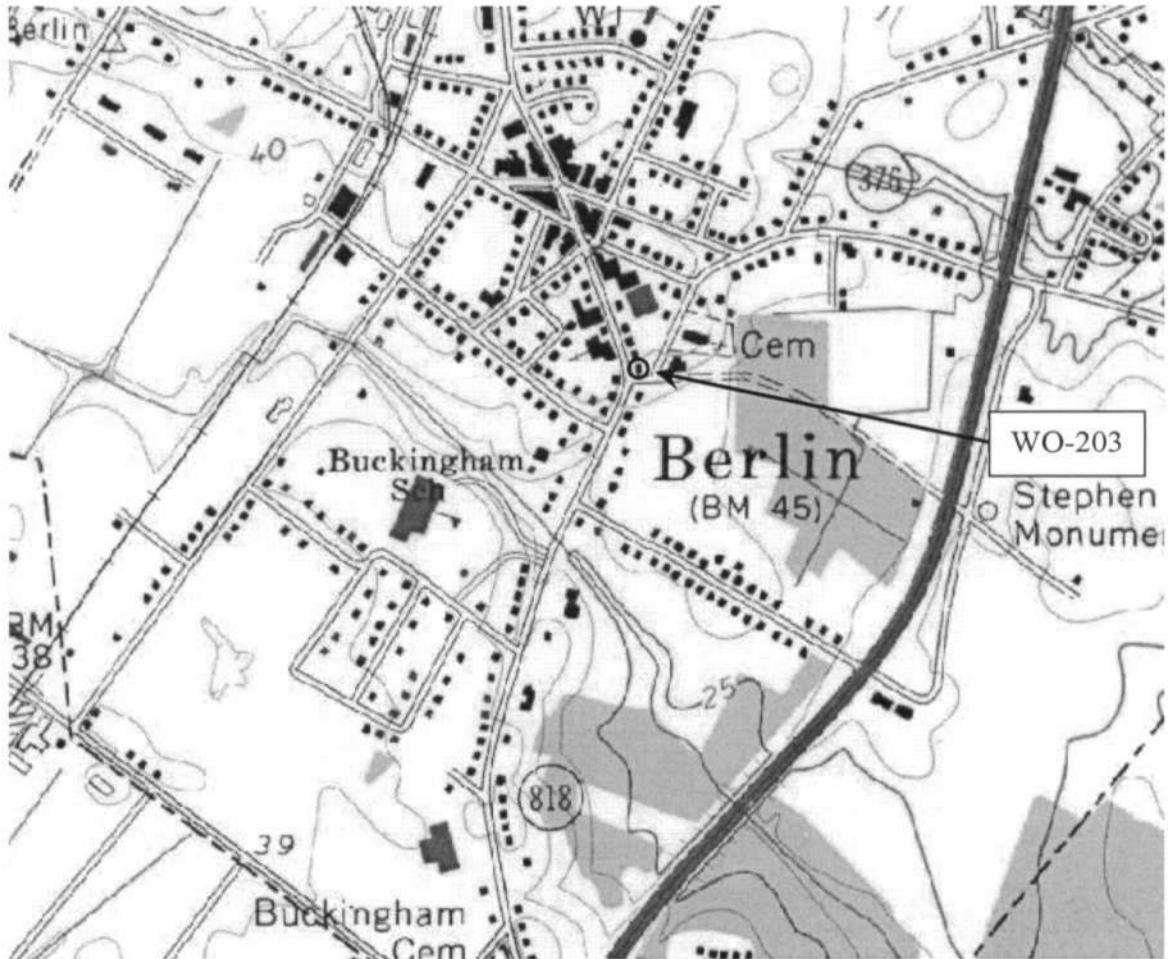 Berlin
40
376
Cem
WO-203
Berlin
(BM 45)
Buckingham
Sch
Stephen
Monume
BM
38
25
818
39
Buckingham
Cem